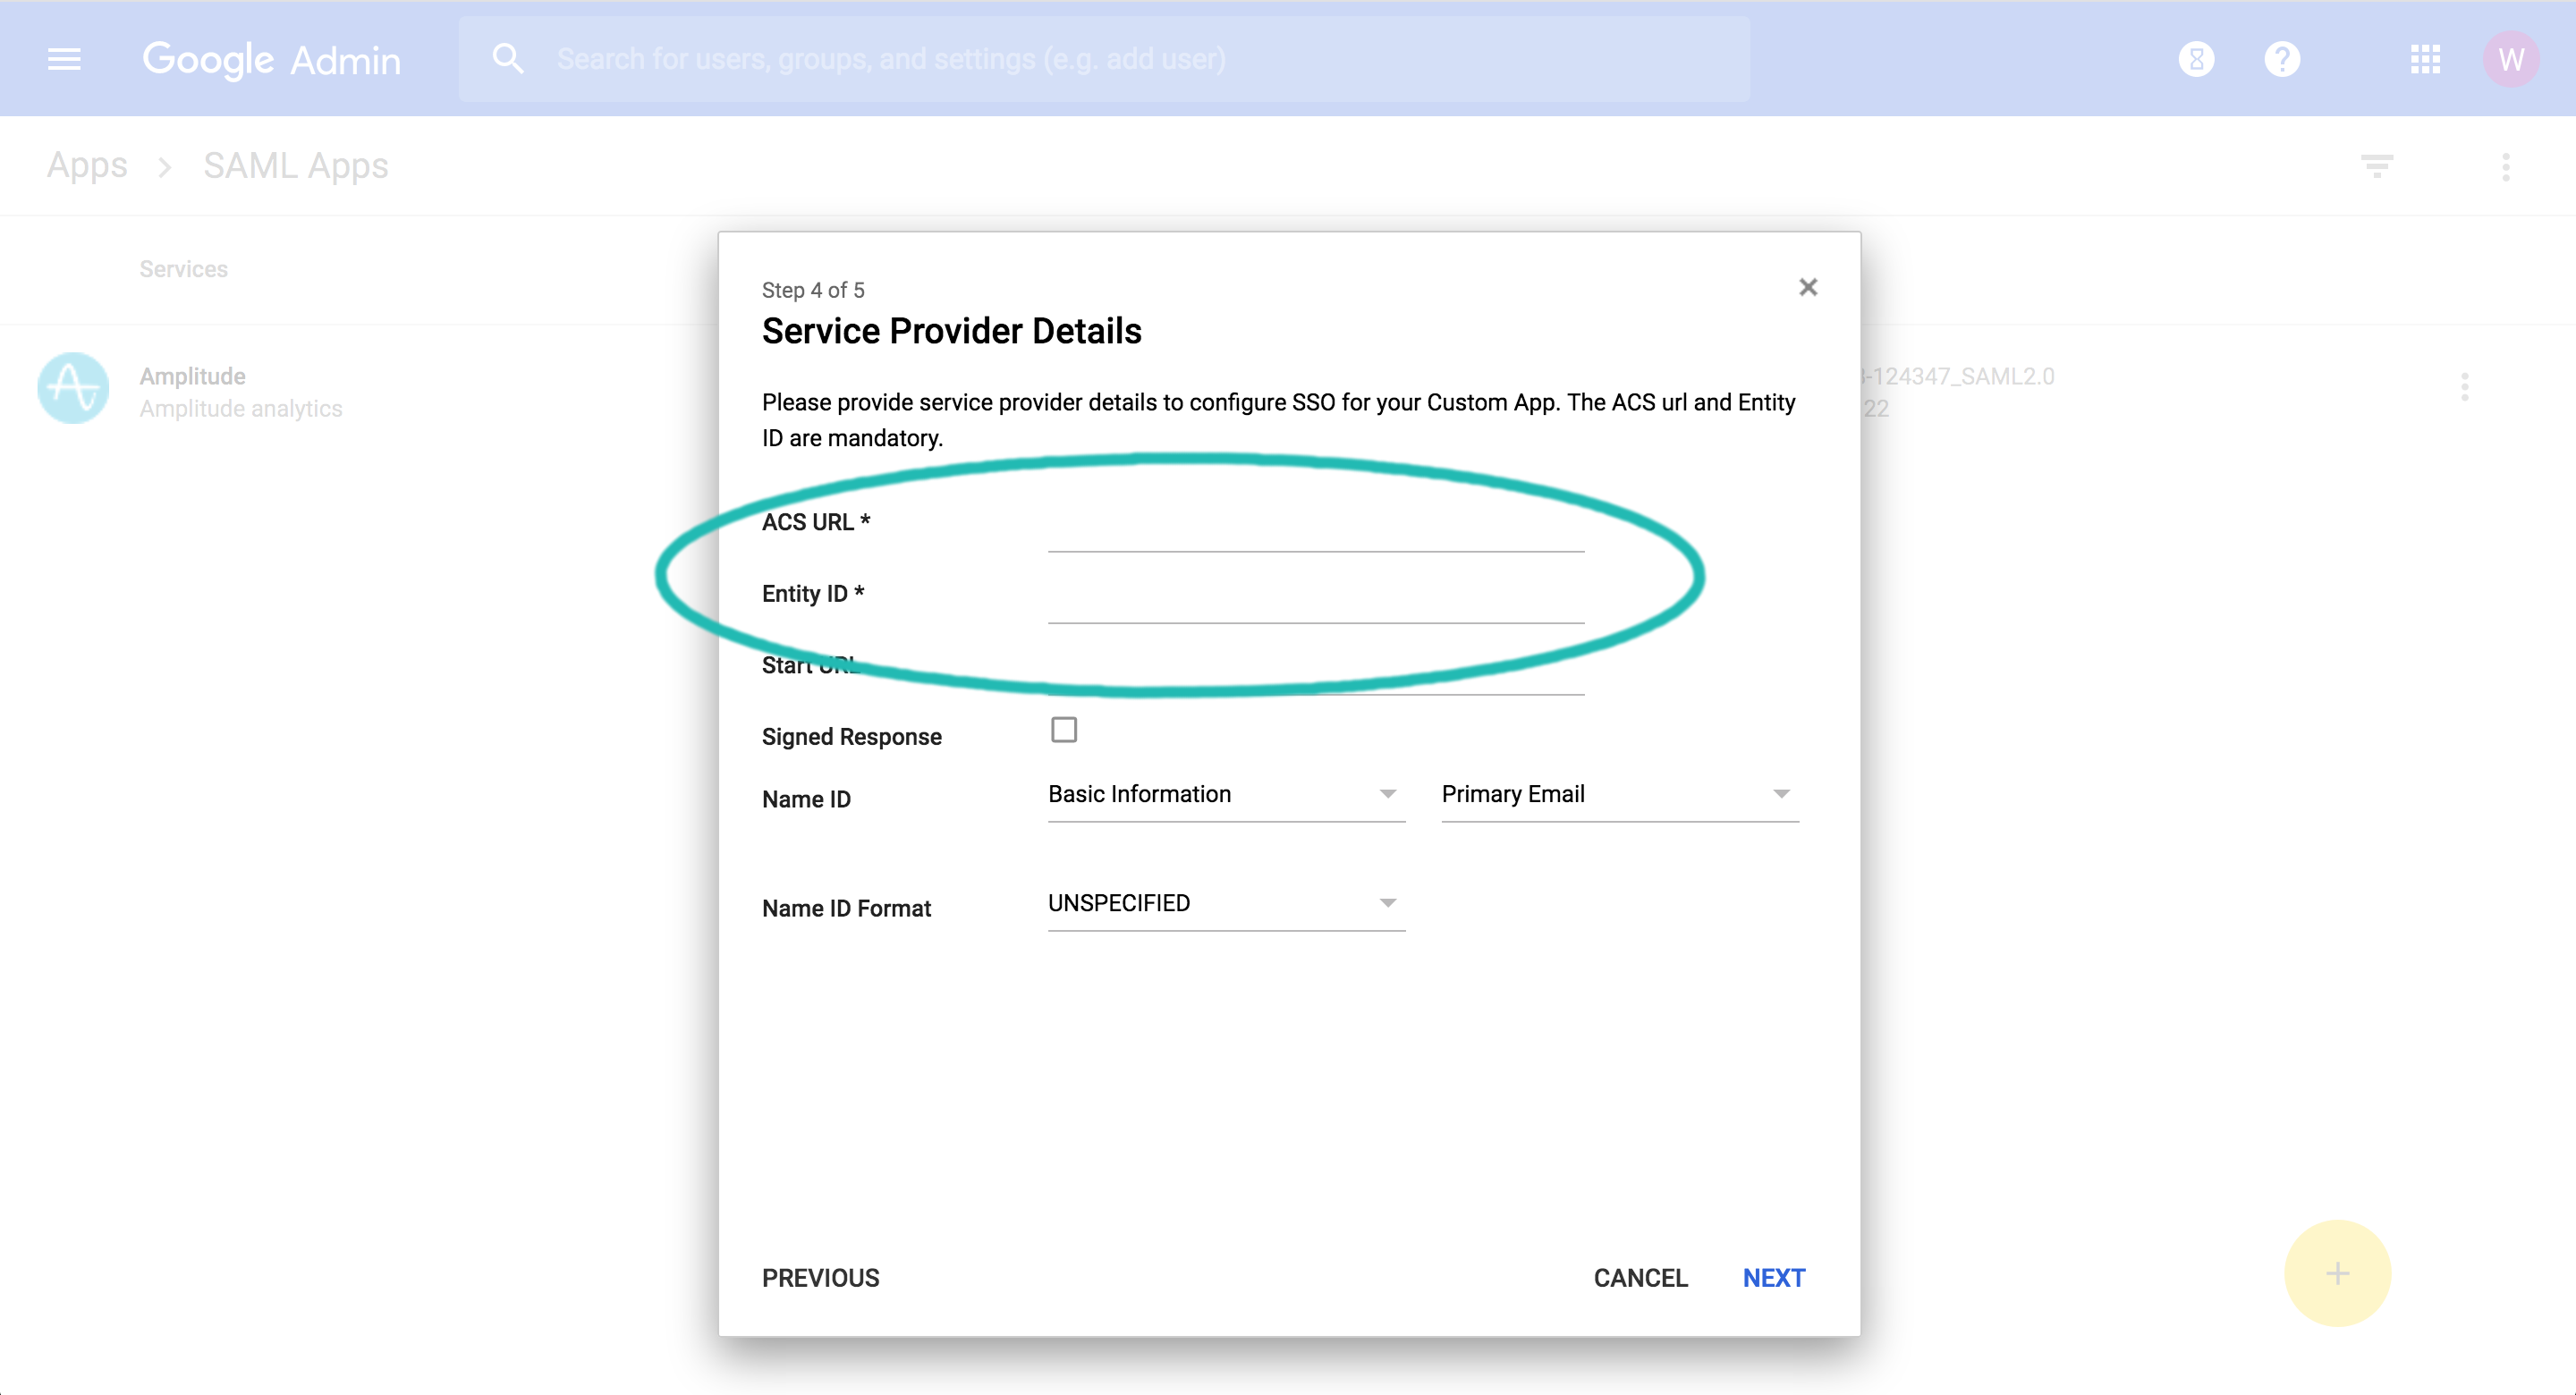 Google Admin
Search for users, groups, and settings (e.g. add user)
W
Apps > SAML Apps
Services
Amplitude
Amplitude analytics
-124347_SAML2.0
22
Step 4 of 5
Service Provider Details
Please provide service provider details to configure SSO for your Custom App. The ACS url and Entity
ID are mandatory.
ACS URL *
Entity ID *
Start URL
Signed Response
Name ID
Basic Information
Primary Email
Name ID Format
UNSPECIFIED
PREVIOUS
CANCEL
NEXT